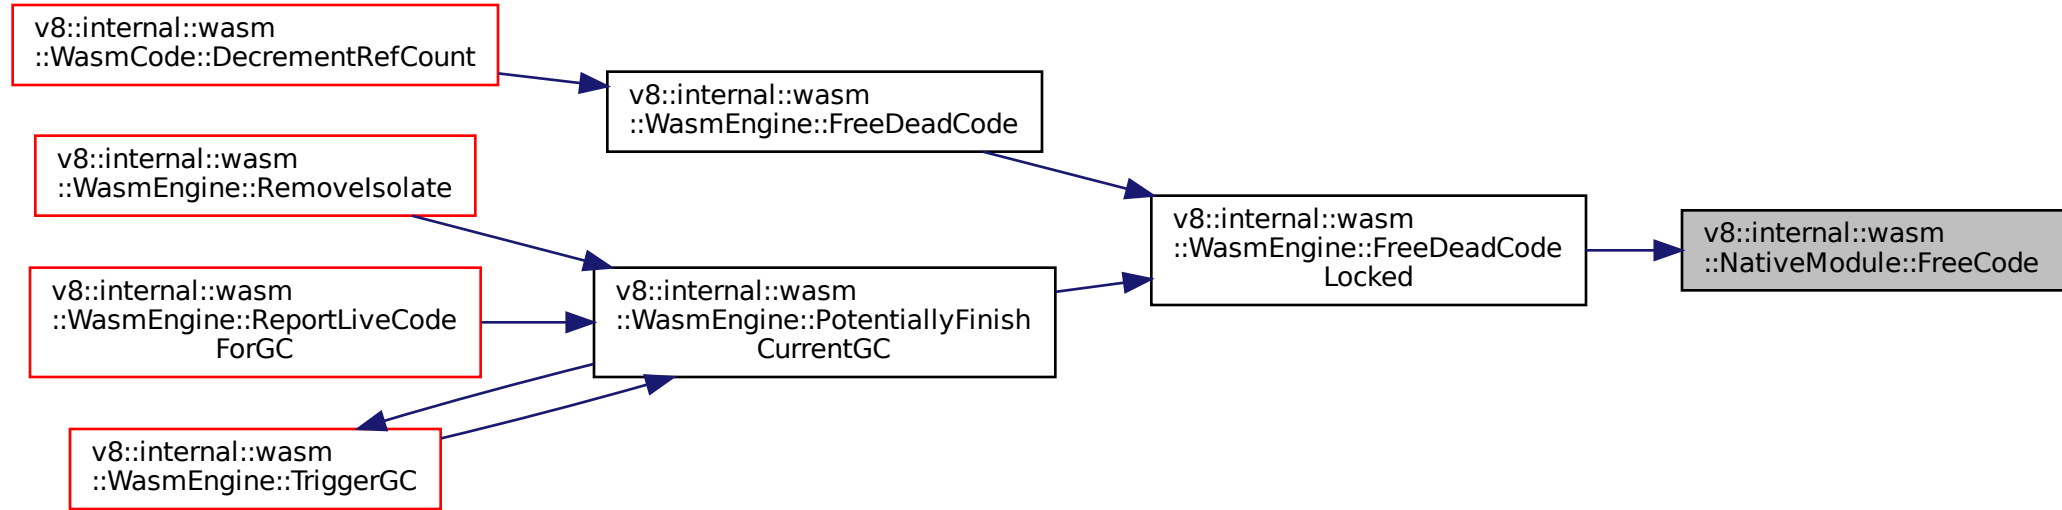 v8::internal::wasm
::WasmCode::DecrementRefCount
v8::internal::wasm
::WasmEngine::FreeDeadCode
v8::internal::wasm
::WasmEngine::RemoveIsolate
v8::internal::wasm
::WasmEngine::FreeDeadCode
Locked
v8::internal::wasm
::NativeModule::FreeCode
v8::internal::wasm
::WasmEngine::ReportLiveCode
ForGC
v8::internal::wasm
::WasmEngine::PotentiallyFinish
CurrentGC
v8::internal::wasm
::WasmEngine::TriggerGC